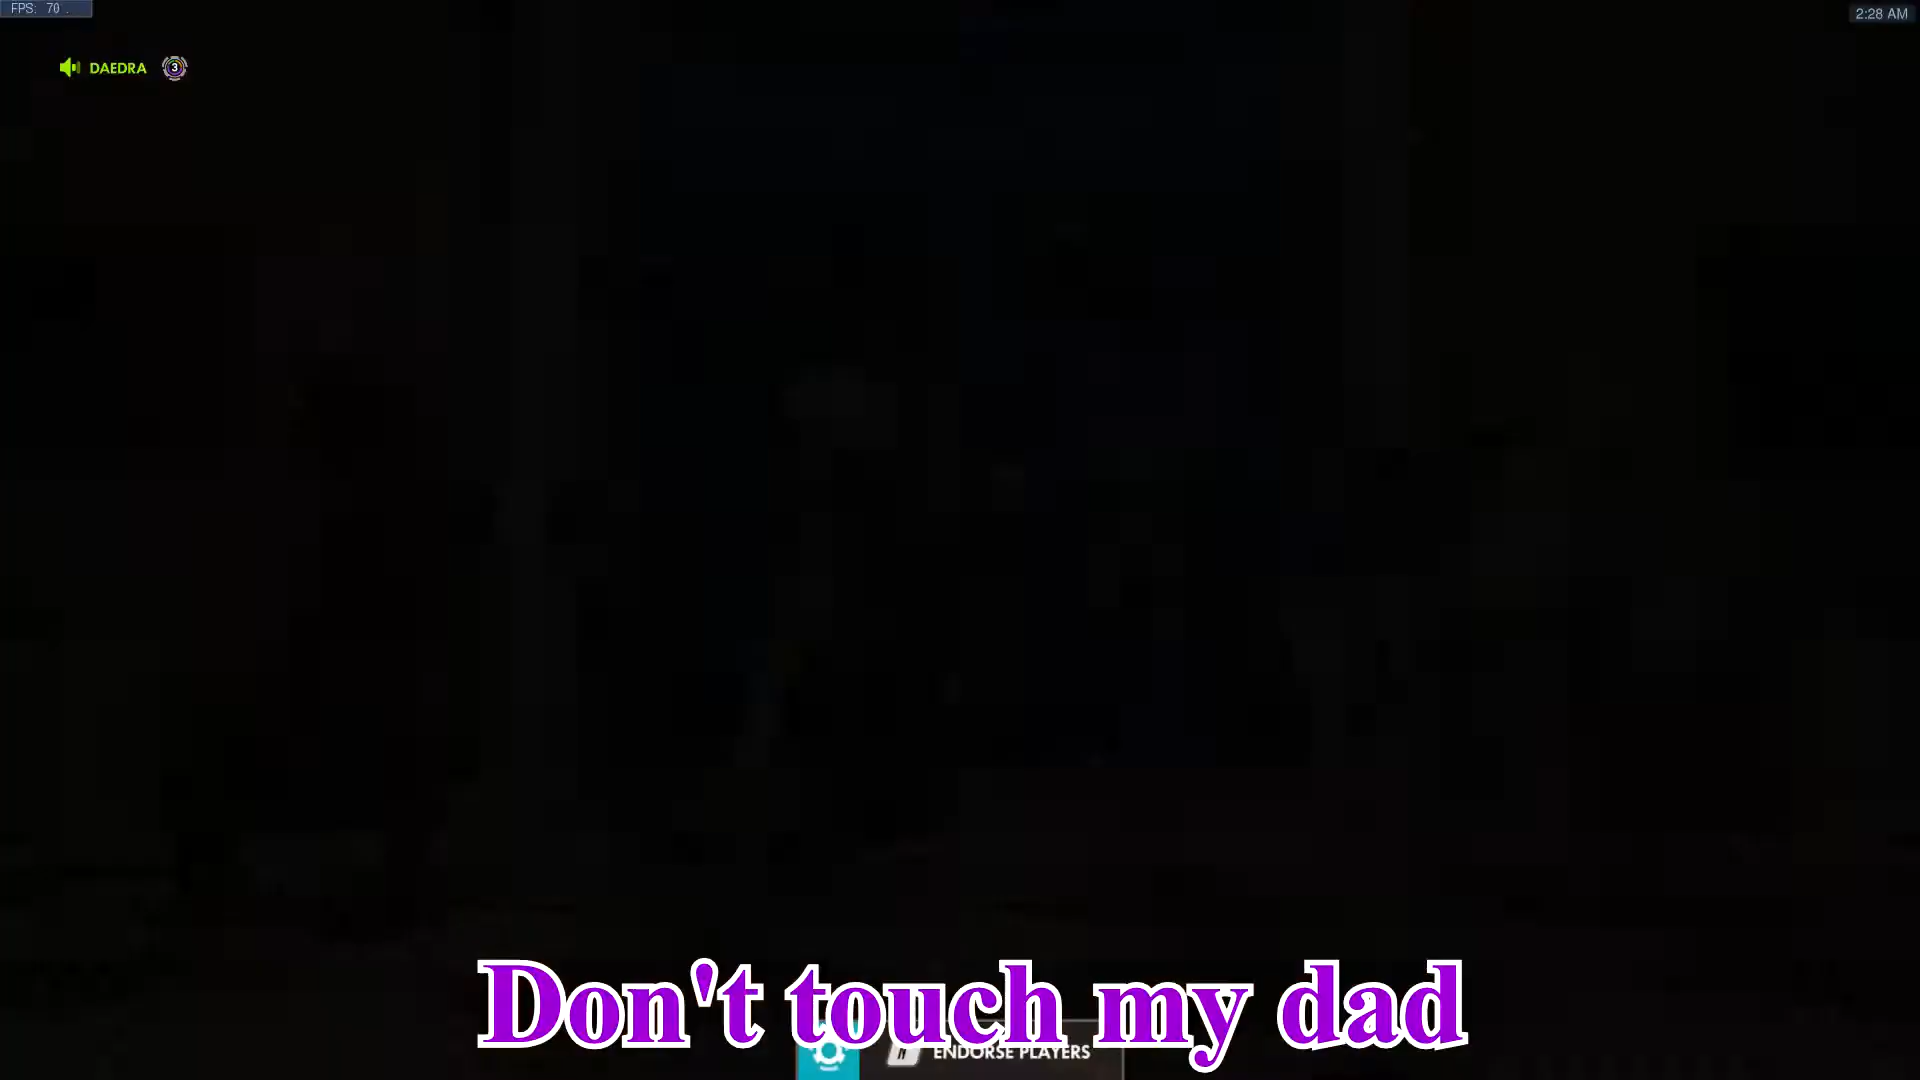 FPS: 70
2:28 AM
DAEDRA 3
Don't touch my dad
N ENDORSE PLAYERS